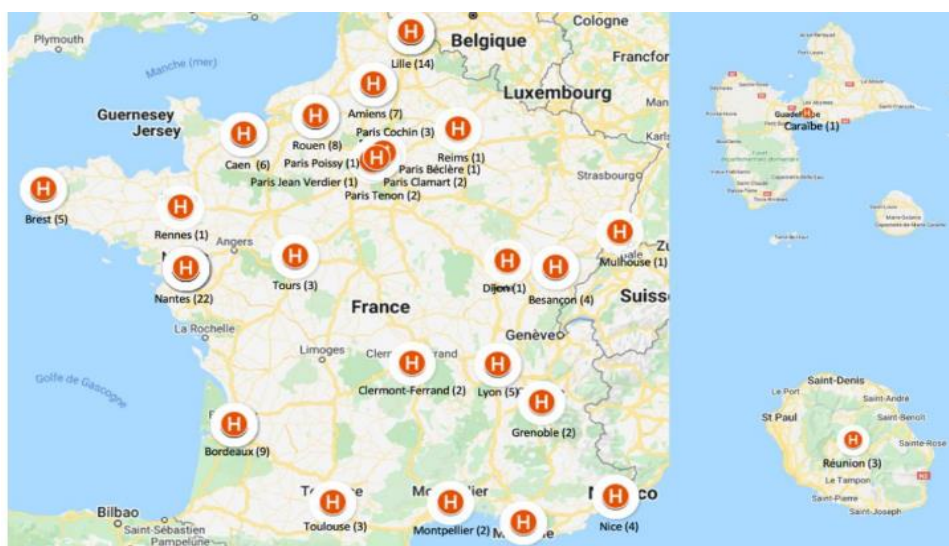 Plymouth
Lille (14)
Belgique
Cologne
Francfor
Manche (mer)
Amiens (7)
Luxembourg
Guernesey
Jersey
Rouen (8)
Paris Cochin (3)
Reims (1)
Caen (6)
Paris Poissy (1)
Paris Béclère (1)
Paris Jean Verdier (1)
Paris Clamart (2)
Paris Tenon (2)
Strasbourg
Brest (5)
Rennes (1)
Angers
Mulhouse (1)
Nantes (22)
Tours (3)
Dijon (1)
Besançon (4)
France
Suiss
La Rochelle
Genève
Limoges
Clermont-Ferrand (2)
Lyon (5)
Golfe de Gascogne
Grenoble (2)
Bordeaux (9)
Toulouse (3)
Montpellier (2)
Nice (4)
Bilbao
Saint-Sébastien
Pampelune
Caraïbe (1)
Saint-Denis
Le Port
Saint-André
St Paul
Saint-Benoît
Sainte-Rose
Réunion (3)
Le Tampon
Saint-Pierre
Saint-Joseph